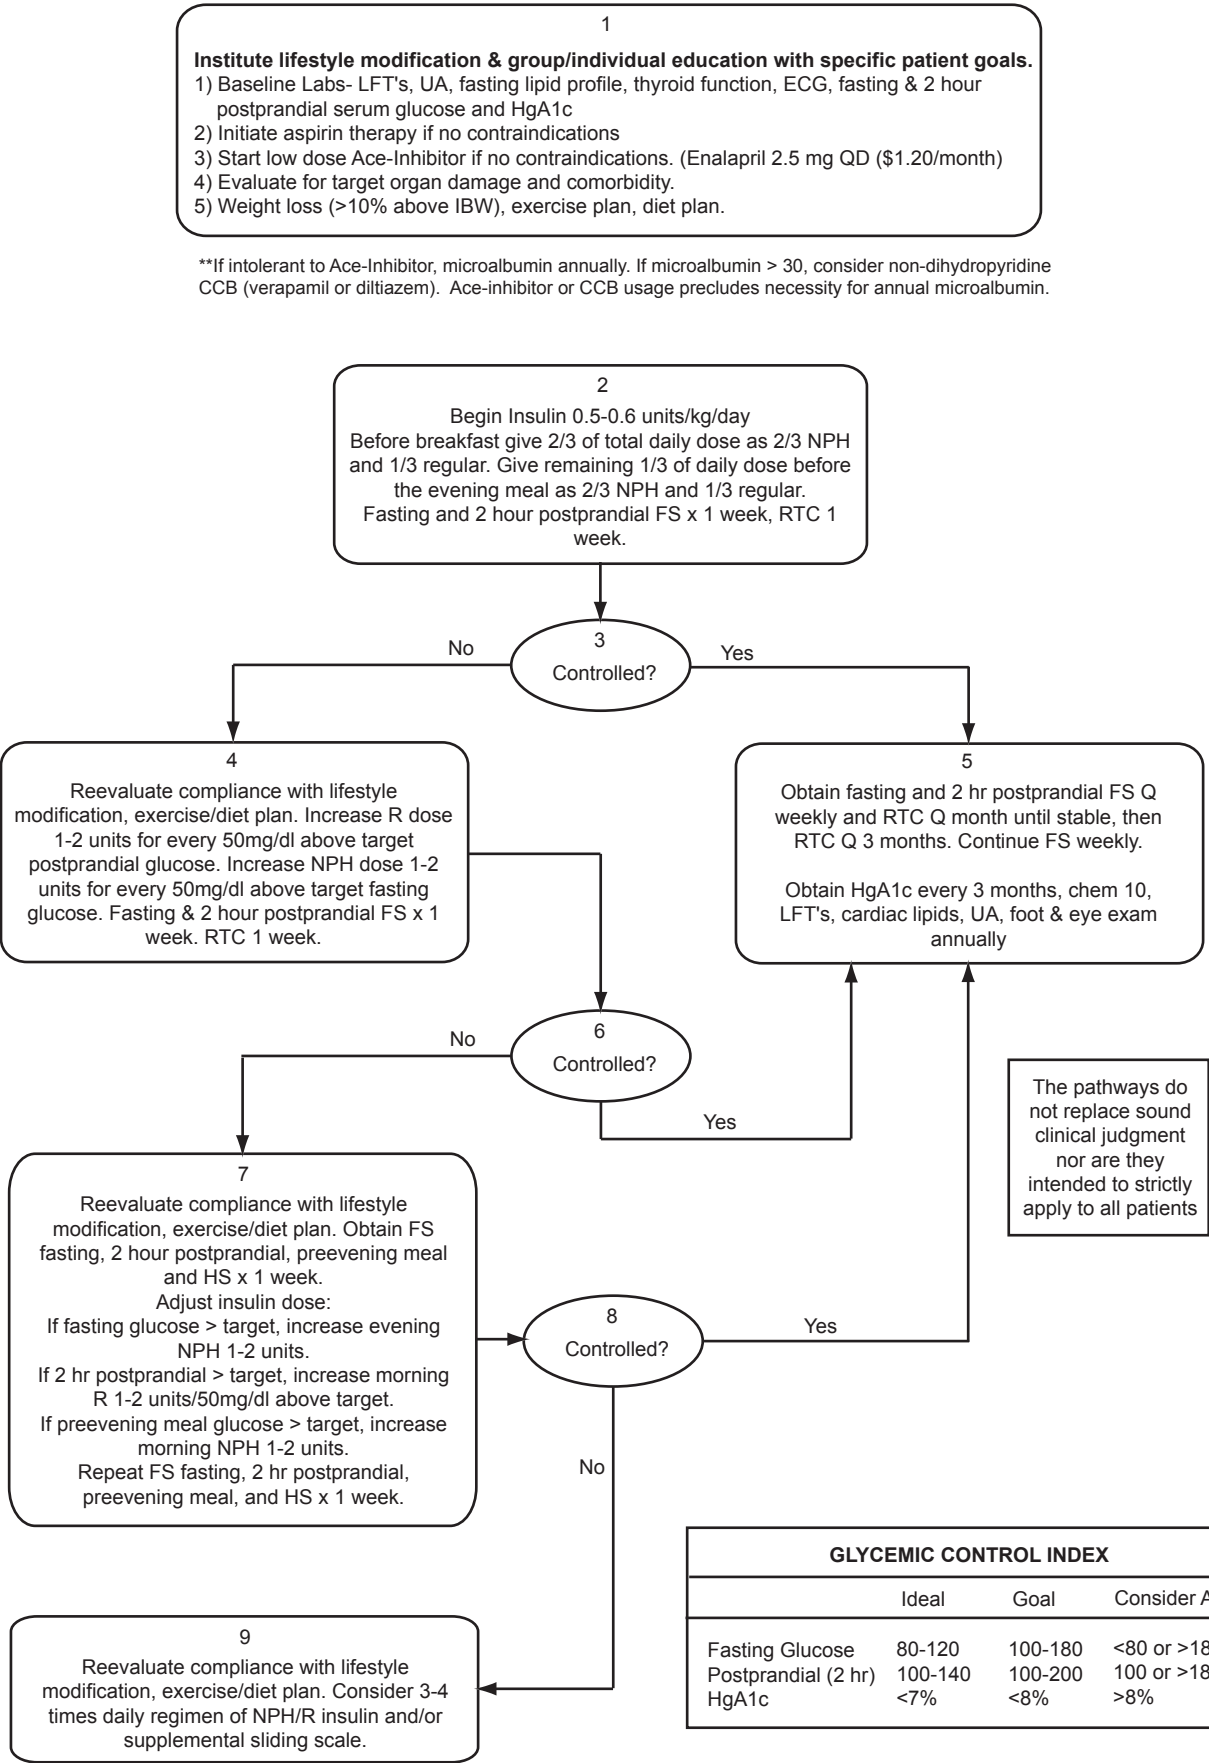 1
Institute lifestyle modification & group/individual education with specific patient goals.
1) Baseline Labs- LFT's, UA, fasting lipid profile, thyroid function, ECG, fasting & 2 hour
postprandial serum glucose and HgA1c
2) Initiate aspirin therapy if no contraindications
3) Start low dose Ace-Inhibitor if no contraindications. (Enalapril 2.5 mg QD ($1.20/month)
4) Evaluate for target organ damage and comorbidity.
5) Weight loss (>10% above IBW), exercise plan, diet plan.
**If intolerant to Ace-Inhibitor, microalbumin annually. If microalbumin > 30, consider non-dihydropyridine
CCB (verapamil or diltiazem). Ace-inhibitor or CCB usage precludes necessity for annual microalbumin.
2
Begin Insulin 0.5-0.6 units/kg/day
Before breakfast give 2/3 of total daily dose as 2/3 NPH
and 1/3 regular. Give remaining 1/3 of daily dose before
the evening meal as 2/3 NPH and 1/3 regular.
Fasting and 2 hour postprandial FS x 1 week, RTC 1
week.
3
Controlled?
No
Yes
4
Reevaluate compliance with lifestyle
modification, exercise/diet plan. Increase R dose
1-2 units for every 50mg/dl above target
postprandial glucose. Increase NPH dose 1-2
units for every 50mg/dl above target fasting
glucose. Fasting & 2 hour postprandial FS x 1
week. RTC 1 week.
5
Obtain fasting and 2 hr postprandial FS Q
weekly and RTC Q month until stable, then
RTC Q 3 months. Continue FS weekly.
Obtain HgA1c every 3 months, chem 10,
LFT's, cardiac lipids, UA, foot & eye exam
annually
6
Controlled?
No
Yes
The pathways do
not replace sound
clinical judgment
nor are they
intended to strictly
apply to all patients
7
Reevaluate compliance with lifestyle
modification, exercise/diet plan. Obtain FS
fasting, 2 hour postprandial, preevening meal
and HS x 1 week.
Adjust insulin dose:
If fasting glucose > target, increase evening
NPH 1-2 units.
If 2 hr postprandial > target, increase morning
R 1-2 units/50mg/dl above target.
If preevening meal glucose > target, increase
morning NPH 1-2 units.
Repeat FS fasting, 2 hr postprandial,
preevening meal, and HS x 1 week.
8
Controlled?
Yes
No
9
Reevaluate compliance with lifestyle
modification, exercise/diet plan. Consider 3-4
times daily regimen of NPH/R insulin and/or
supplemental sliding scale.
GLYCEMIC CONTROL INDEX
Ideal Goal Consider A
Fasting Glucose 80-120 100-180 <80 or >18
Postprandial (2 hr) 100-140 100-200 100 or >18
HgA1c <7% <8% >8%